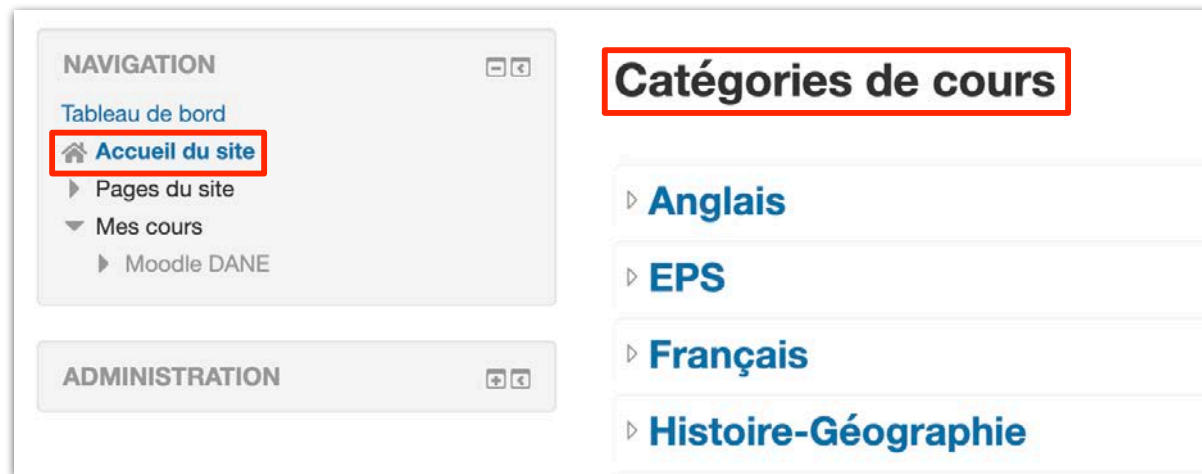 NAVIGATION
Tableau de bord
Accueil du site
Pages du site
Mes cours
Moodle DANE
ADMINISTRATION
Catégories de cours
Anglais
EPS
Français
Histoire-Géographie